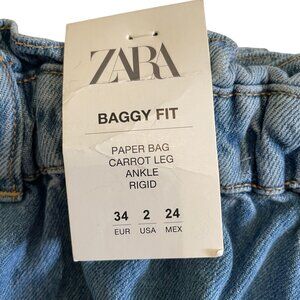 ZARA
BAGGY FIT
PAPER BAG
CARROT LEG
ANKLE
RIGID
34 2 24
EUR USA MEX